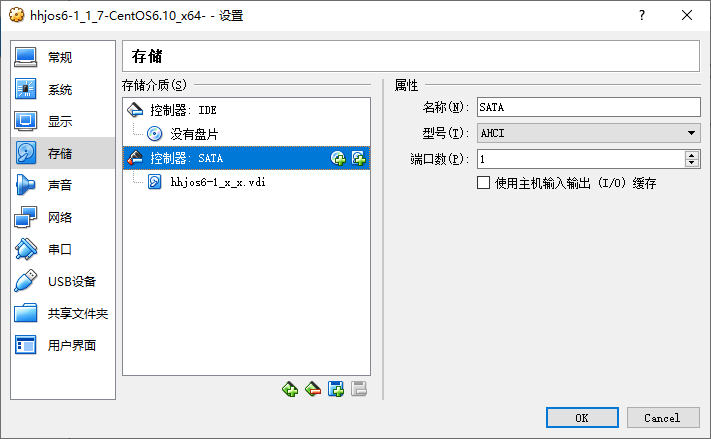 hhjos6-1_1_7-CentOS6.10_x64- - 设置
常规
系统
显示
存储
声音
网络
串口
USB设备
共享文件夹
用户界面
存储
存储介质(S)
控制器: IDE
没有盘片
控制器: SATA
hhjos6-1_x_x.vdi
属性
名称(N): SATA
型号(T): AHCI
端口数(P): 1
使用主机输入输出 (I/O) 缓存
OK
Cancel